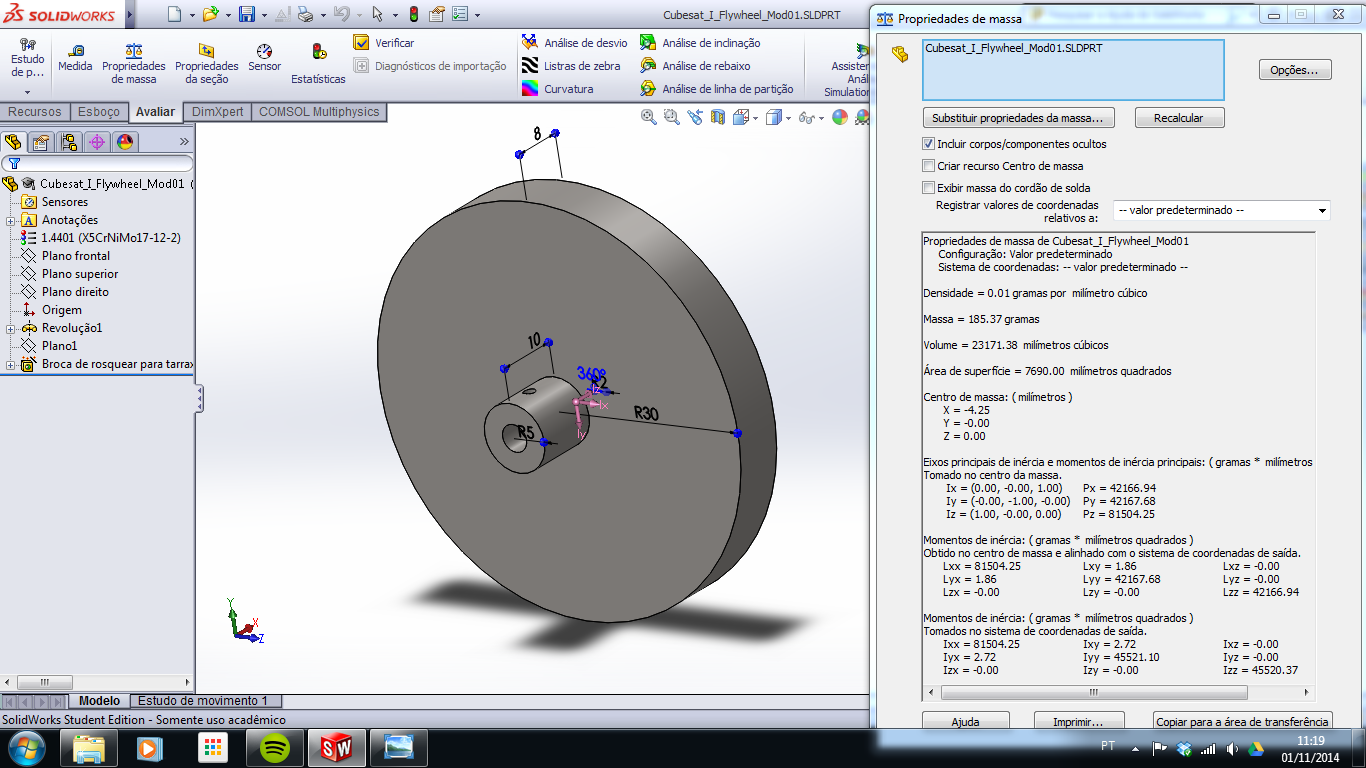 SOLIDWORKS
Cubesat_I_Flywheel_Mod01.SLDPRT
Estudo de p...
Medida
Propriedades de massa
Propriedades da seção
Sensor
Estatísticas
Verificar
Diagnósticos de importação
Análise de desvio
Listras de zebra
Curvatura
Análise de inclinação
Análise de rebaixo
Análise de linha de partição
Recursos
Esboço
Avaliar
DimXpert
COMSOL Multiphysics
Cubesat_I_Flywheel_Mod01 (
Sensores
Anotações
1.4401 (X5CrNiMo17-12-2)
Plano frontal
Plano superior
Plano direito
Origem
Revolução1
Plano1
Broca de rosquear para tarrax
8
10
360°
R2
R30
R5
Ix
Iy
Y
X
Z
Modelo
Estudo de movimento 1
SolidWorks Student Edition - Somente uso acadêmico
Propriedades de massa
Cubesat_I_Flywheel_Mod01.SLDPRT
Opções...
Substituir propriedades da massa...
Recalcular
Incluir corpos/componentes ocultos
Criar recurso Centro de massa
Exibir massa do cordão de solda
Registrar valores de coordenadas
relativos a:
-- valor predeterminado --
Propriedades de massa de Cubesat_I_Flywheel_Mod01
Configuração: Valor predeterminado
Sistema de coordenadas: -- valor predeterminado --
Densidade = 0.01 gramas por milímetro cúbico
Massa = 185.37 gramas
Volume = 23171.38 milímetros cúbicos
Área de superfície = 7690.00 milímetros quadrados
Centro de massa: ( milímetros )
X = -4.25
Y = -0.00
Z = 0.00
Eixos principais de inércia e momentos de inércia principais: ( gramas * milímetros
Tomado no centro da massa.
Ix = (0.00, -0.00, 1.00) Px = 42166.94
Iy = (-0.00, -1.00, -0.00) Py = 42167.68
Iz = (1.00, -0.00, 0.00) Pz = 81504.25
Momentos de inércia: ( gramas * milímetros quadrados )
Obtido no centro de massa e alinhado com o sistema de coordenadas de saída.
Lxx = 81504.25 Lxy = 1.86 Lxz = -0.00
Lyx = 1.86 Lyy = 42167.68 Lyz = -0.00
Lzx = -0.00 Lzy = -0.00 Lzz = 42166.94
Momentos de inércia: ( gramas * milímetros quadrados )
Tomados no sistema de coordenadas de saída.
Ixx = 81504.25 Ixy = 2.72 Ixz = -0.00
Iyx = 2.72 Iyy = 45521.10 Iyz = -0.00
Izx = -0.00 Izy = -0.00 Izz = 45520.37
Ajuda
Imprimir...
Copiar para a área de transferência
PT
11:19
01/11/2014